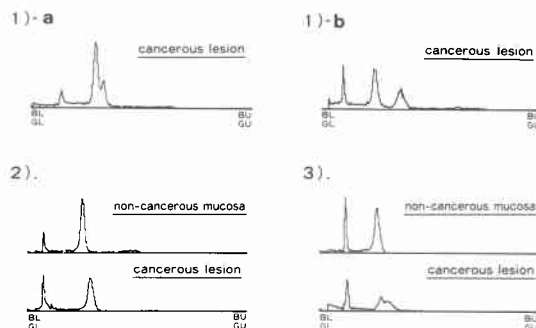 1)-a
cancerous lesion
BL
GL
BU
GU
1)-b
cancerous lesion
BL
GL
BU
GU
2).
non-cancerous mucosa
cancerous lesion
BL
GL
BU
GU
3).
non-cancerous mucosa
cancerous lesion
BL
GL
BU
GU